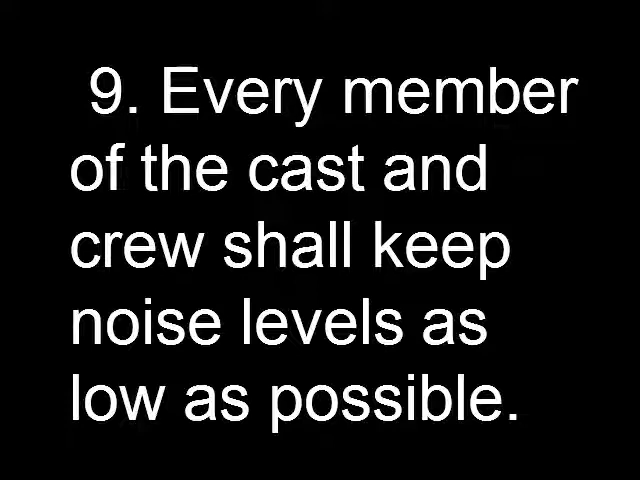 9. Every member
of the cast and
crew shall keep
noise levels as
low as possible.